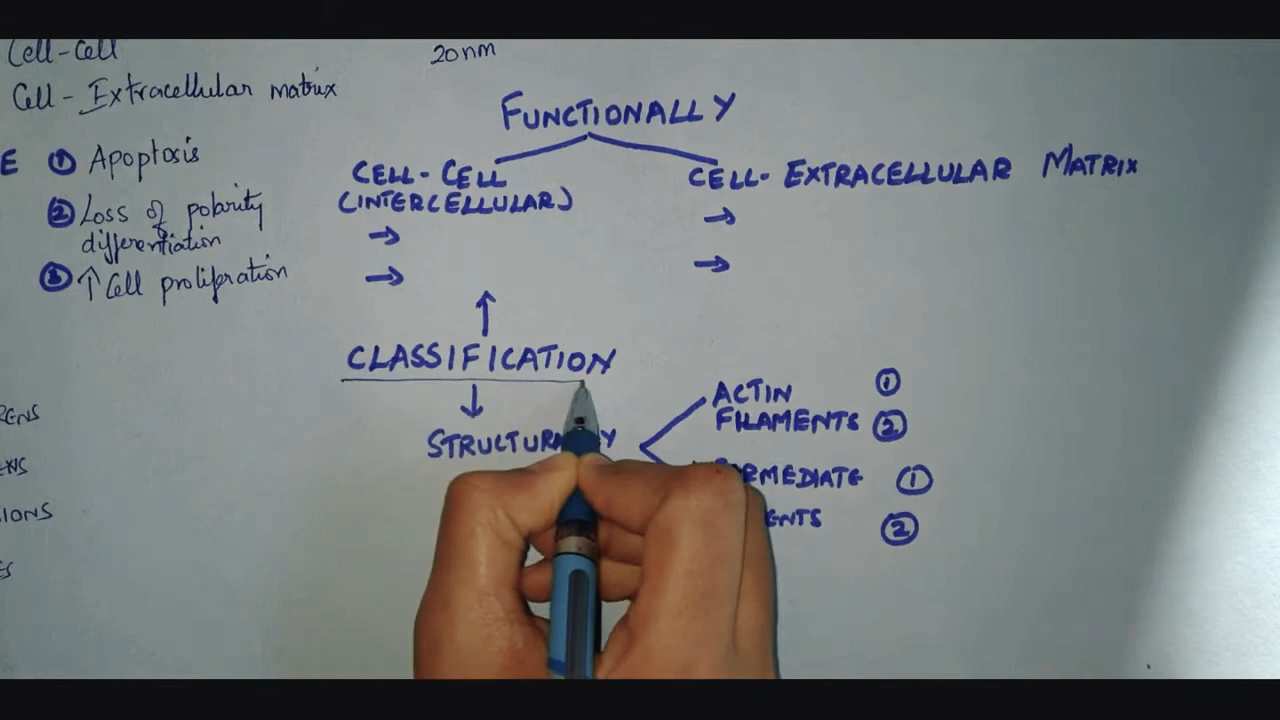 Cell-Cell
20nm
Cell - Extracellular matrix
FUNCTIONALLY
E ① Apoptosis
CELL-CELL
(INTERCELLULAR)
→
→
CELL-EXTRACELLULAR MATRIX
→
→
② Loss of polarity
differentiation
③ ↑ Cell proliferation
↑
CLASSIFICATION
↓
ACTIN ①
FILAMENTS ②
①
②